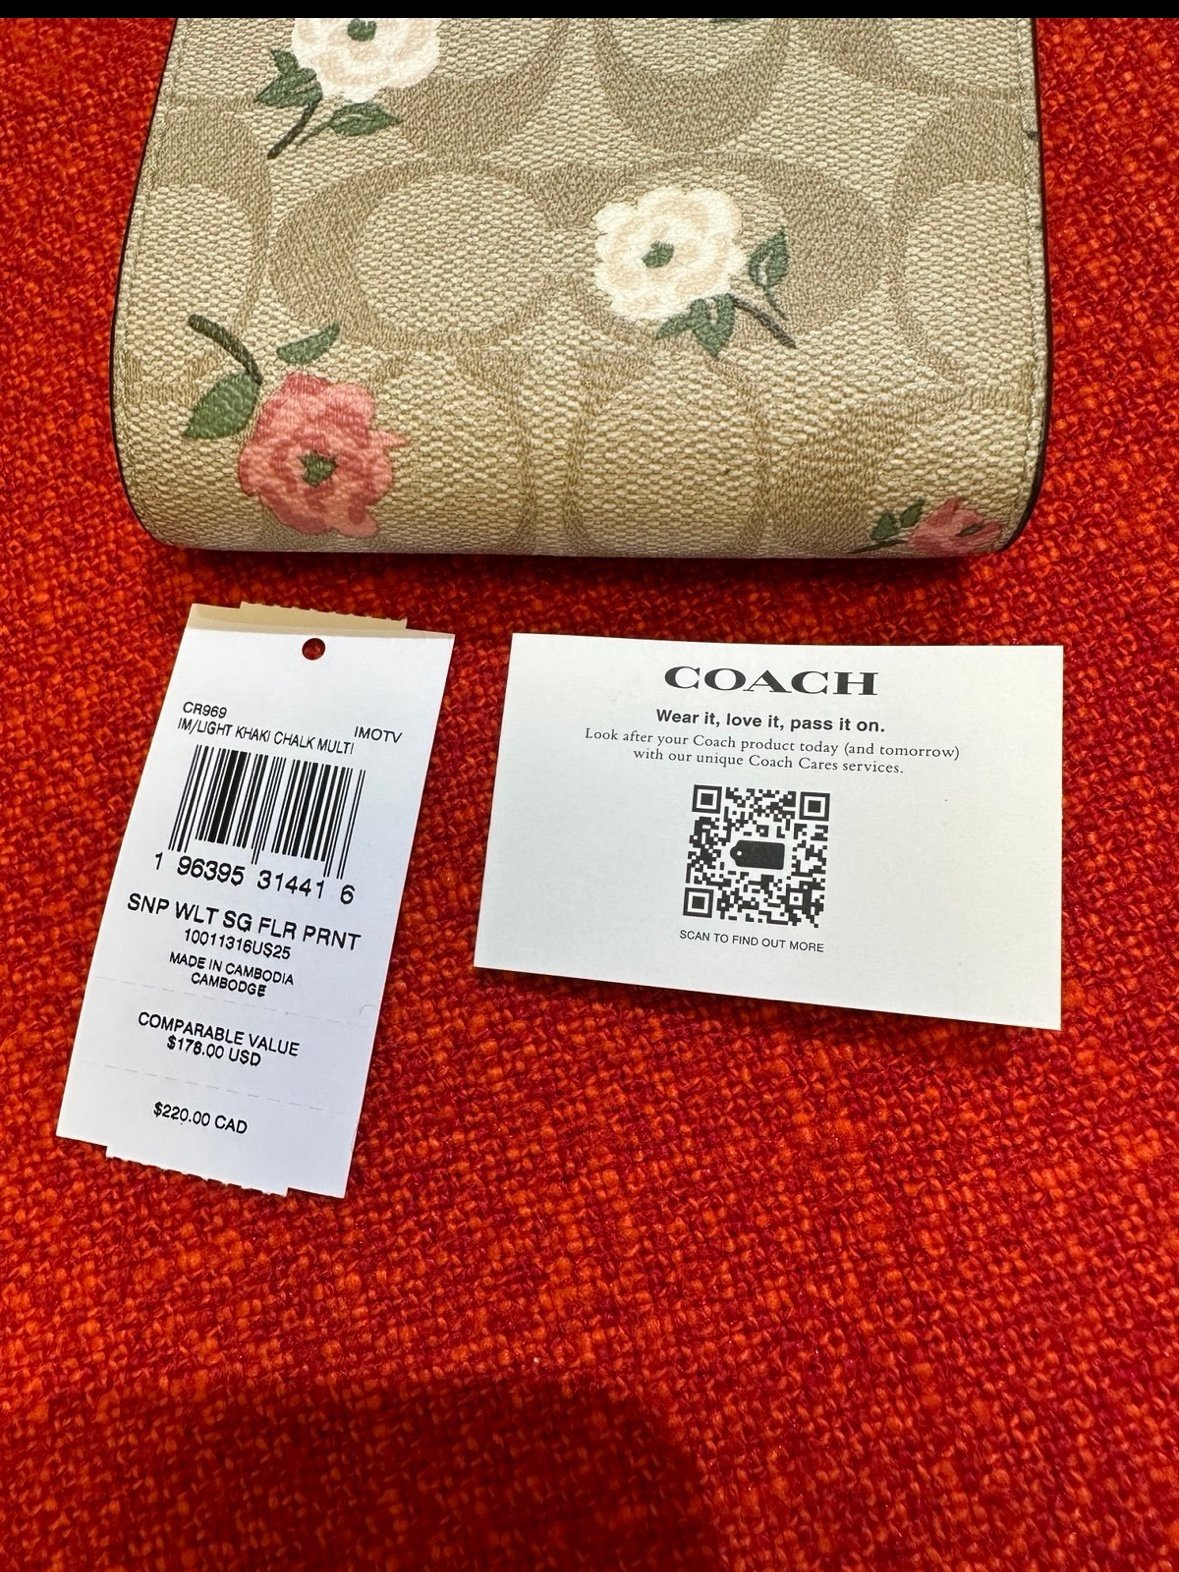 CR969
IM/LIGHT KHAKI CHALK MULTI IMOTV
1 96395 31441 6
SNP WLT SG FLR PRNT
10011316US25
MADE IN CAMBODIA
CAMBODGE
COMPARABLE VALUE
$178.00 USD
$220.00 CAD
COACH
Wear it, love it, pass it on.
Look after your Coach product today (and tomorrow)
with our unique Coach Cares services.
SCAN TO FIND OUT MORE